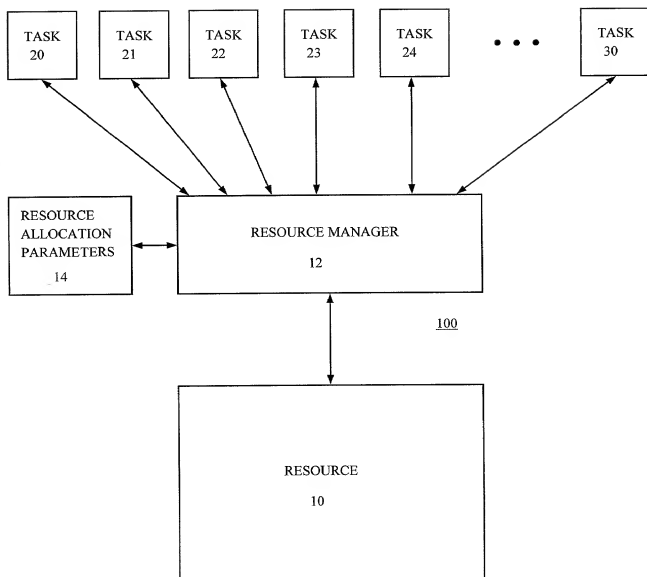 TASK
20
TASK
21
TASK
22
TASK
23
TASK
24
TASK
30
RESOURCE
ALLOCATION
PARAMETERS
14
RESOURCE MANAGER
12
100
RESOURCE
10